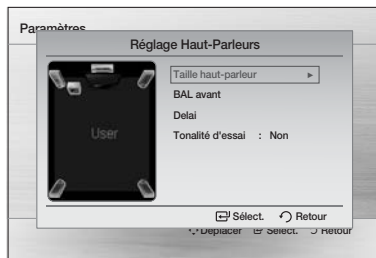 Paramètres
Réglage Haut-Parleurs
Taille haut-parleur ►
BAL avant
Delai
Tonalité d'essai : Non
User
Sélect. Retour
Déplacer Sélect. Retour